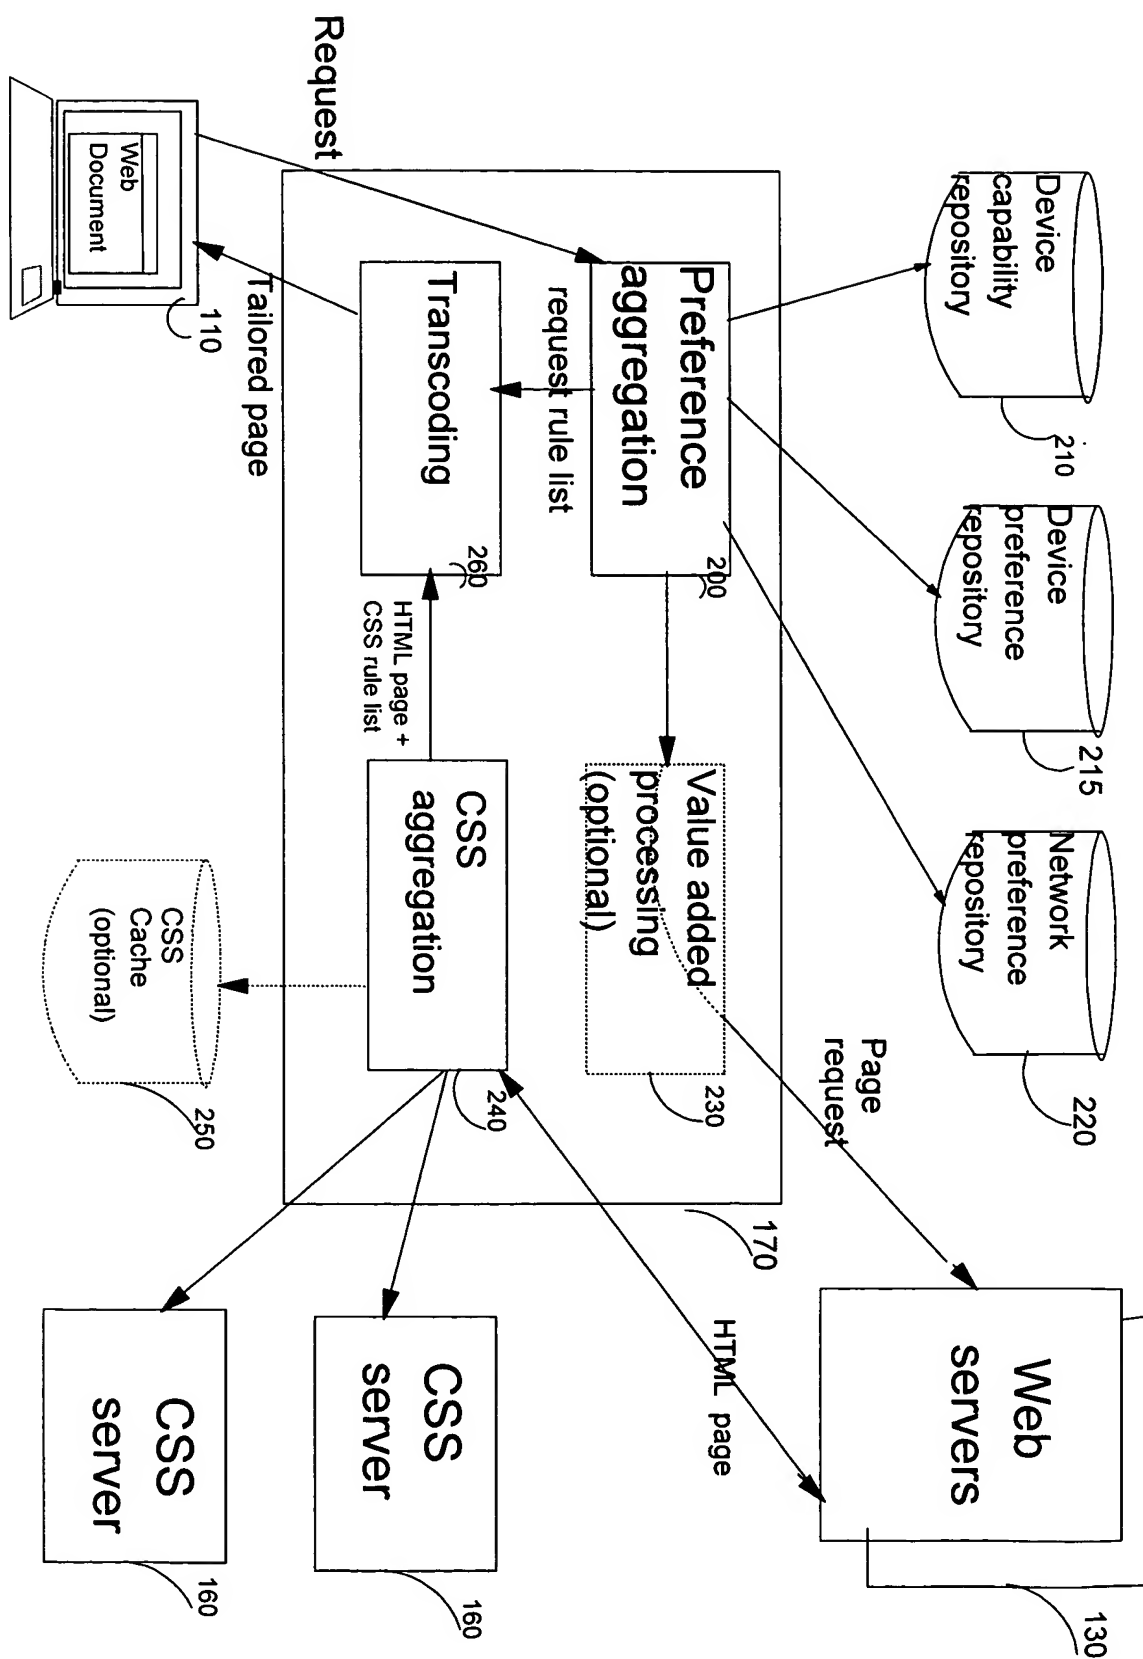 Device
capability
repository
210
Device
preference
repository
215
Network
preference
repository
220
Page
request
Web
servers
130
Request
Preference
aggregation
200
Value added
processing
(optional)
230
170
request rule list
HTML page
Transcoding
260
HTML page +
CSS rule list
CSS
aggregation
240
CSS
server
160
Tailored page
110
Web
Document
CSS
Cache
(optional)
250
CSS
server
160